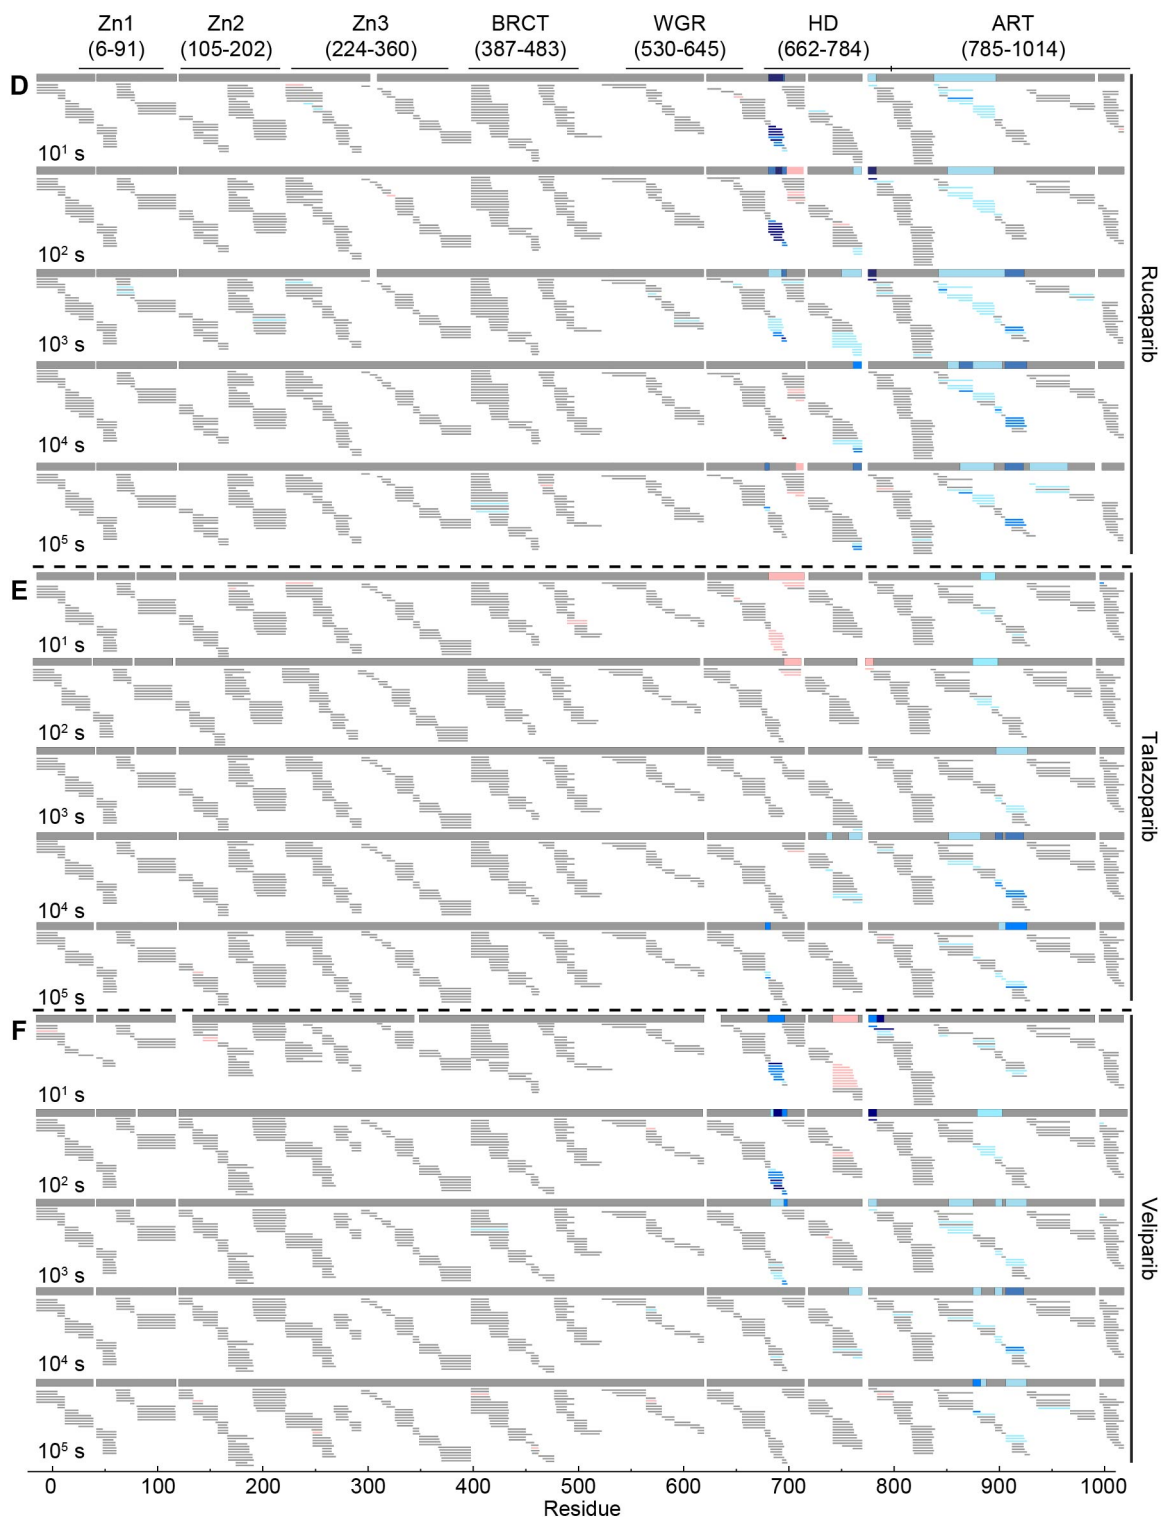 Zn1 Zn2 Zn3 BRCT WGR HD ART
(6-91) (105-202) (224-360) (387-483) (530-645) (662-784) (785-1014)
D
10¹ s
10² s
10³ s
10⁴ s
10⁵ s
Rucaparib
E
10¹ s
10² s
10³ s
10⁴ s
10⁵ s
Talazoparib
F
10¹ s
10² s
10³ s
10⁴ s
10⁵ s
Veliparib
0 100 200 300 400 500 600 700 800 900 1000
Residue